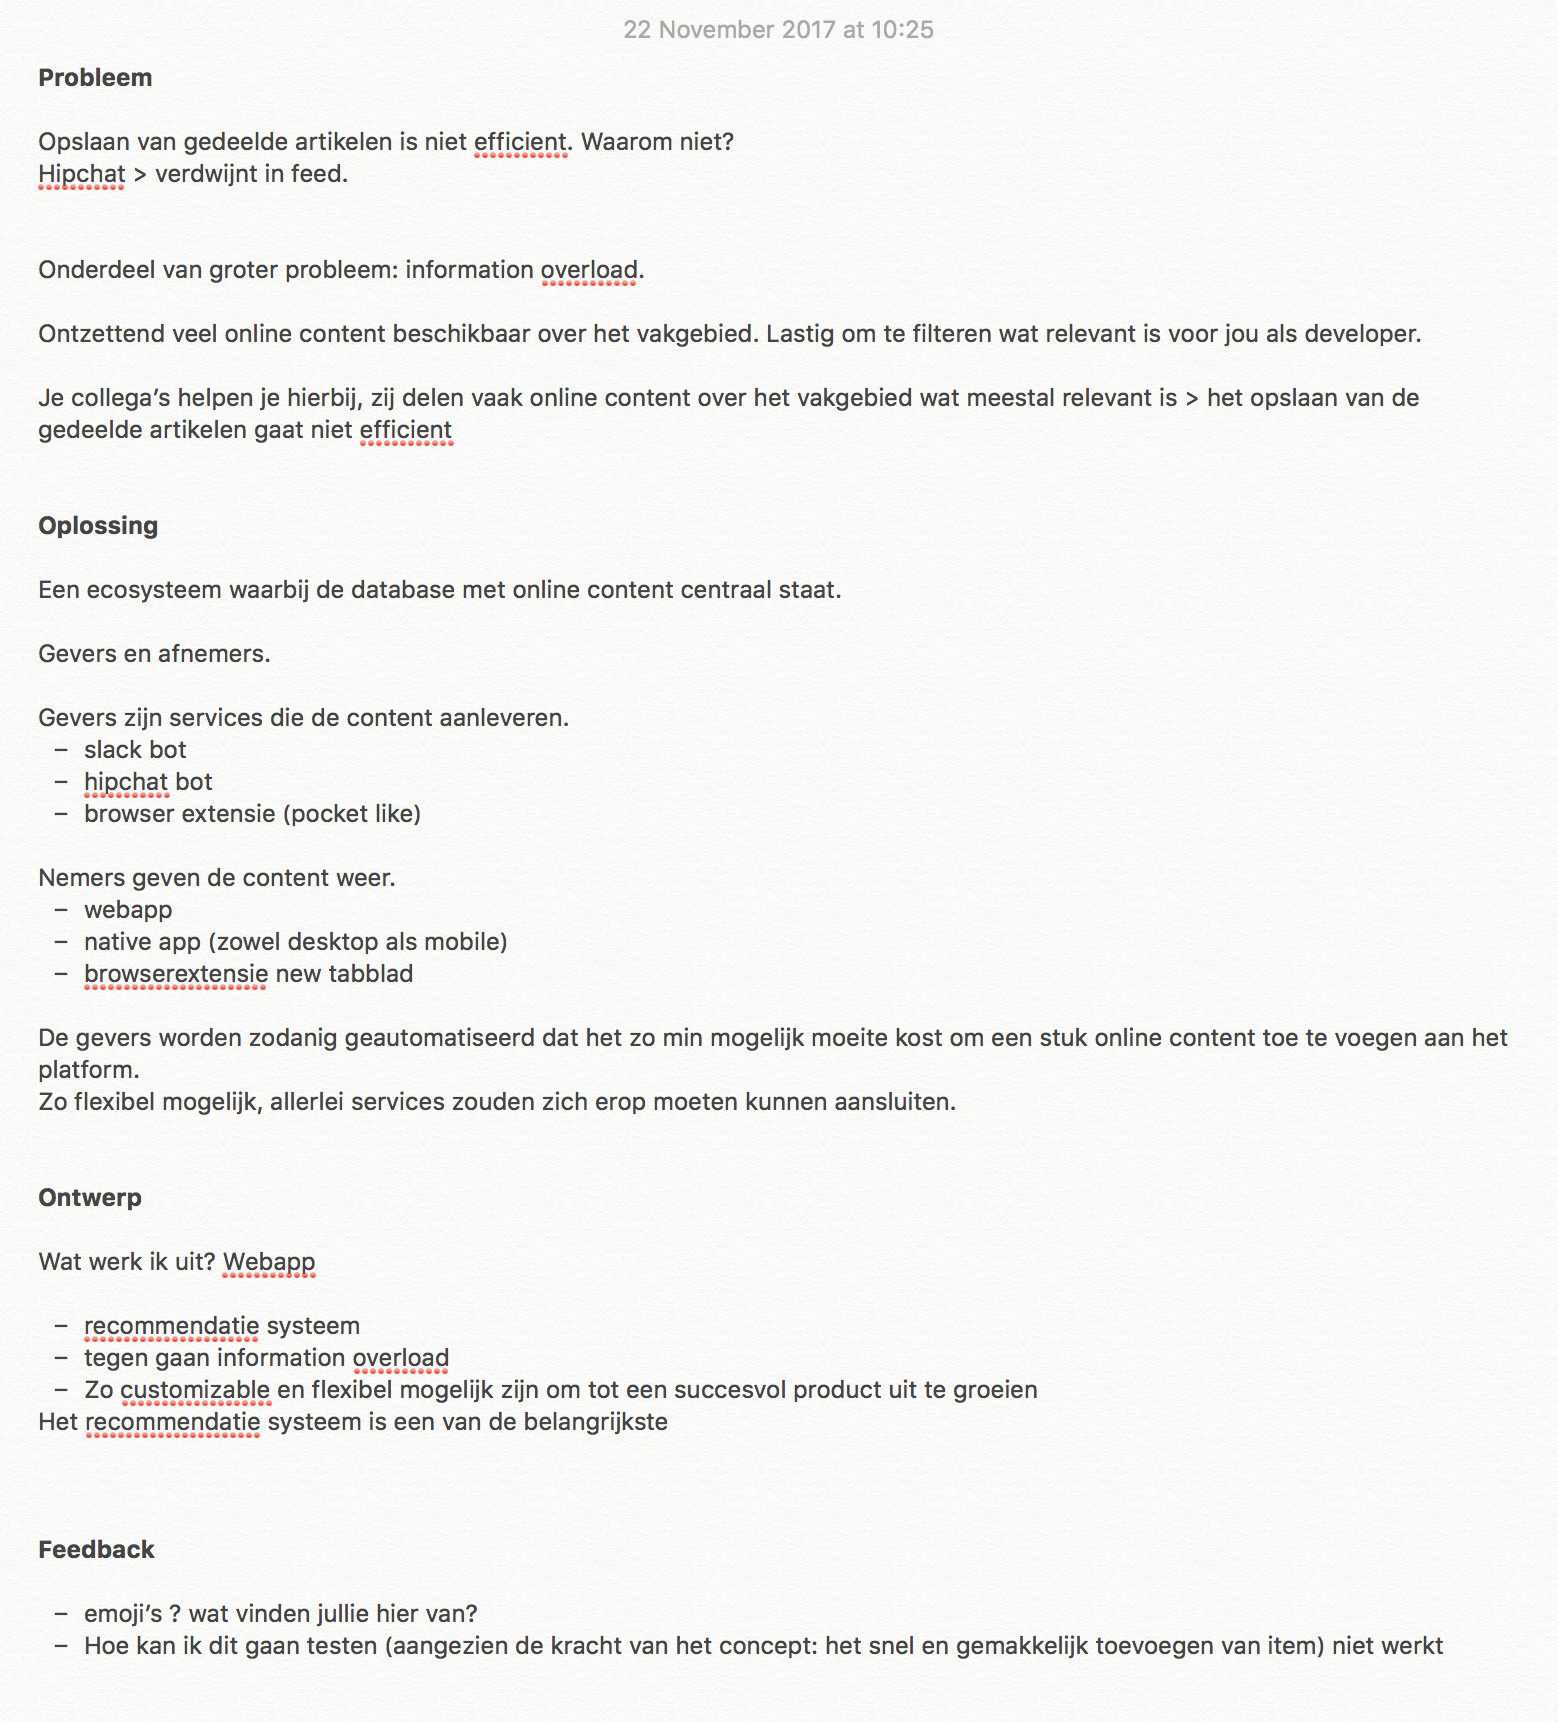 22 November 2017 at 10:25
Probleem
Opslaan van gedeelde artikelen is niet efficient. Waarom niet?
Hipchat > verdwijnt in feed.
Onderdeel van groter probleem: information overload.
Ontzettend veel online content beschikbaar over het vakgebied. Lastig om te filteren wat relevant is voor jou als developer.
Je collega’s helpen je hierbij, zij delen vaak online content over het vakgebied wat meestal relevant is > het opslaan van de
gedeelde artikelen gaat niet efficient
Oplossing
Een ecosysteem waarbij de database met online content centraal staat.
Gevers en afnemers.
Gevers zijn services die de content aanleveren.
– slack bot
– hipchat bot
– browser extensie (pocket like)
Nemers geven de content weer.
– webapp
– native app (zowel desktop als mobile)
– browserextensie new tabblad
De gevers worden zodanig geautomatiseerd dat het zo min mogelijk moeite kost om een stuk online content toe te voegen aan het
platform.
Zo flexibel mogelijk, allerlei services zouden zich erop moeten kunnen aansluiten.
Ontwerp
Wat werk ik uit? Webapp
– recommendatie systeem
– tegen gaan information overload
– Zo customizable en flexibel mogelijk zijn om tot een succesvol product uit te groeien
Het recommendatie systeem is een van de belangrijkste
Feedback
– emoji’s ? wat vinden jullie hier van?
– Hoe kan ik dit gaan testen (aangezien de kracht van het concept: het snel en gemakkelijk toevoegen van item) niet werkt